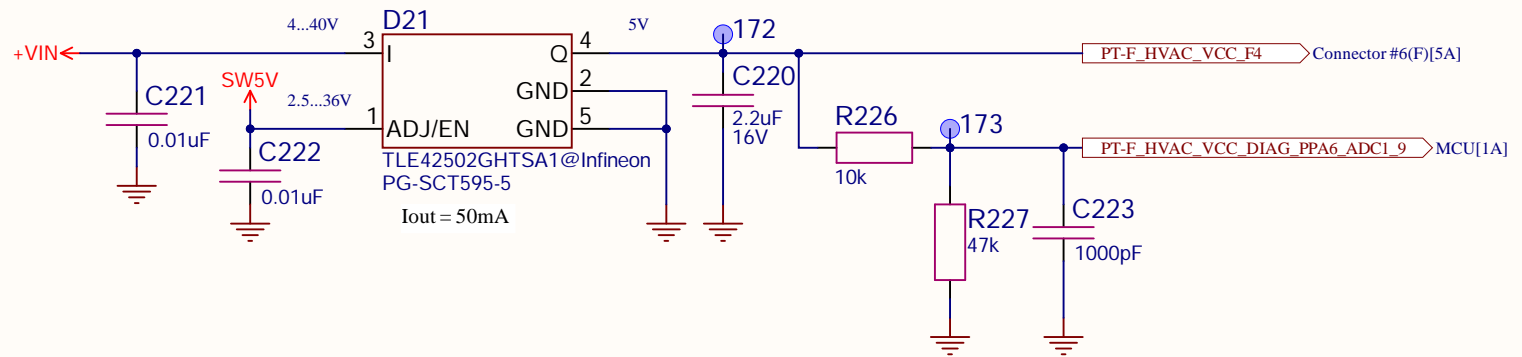 4...40V
D21
5V
172
+VIN
3
I
Q
4
PT-F_HVAC_VCC_F4
Connector #6(F)[5A]
SW5V
C221
0.01uF
2.5...36V
GND
2
C220
2.2uF
16V
1
ADJ/EN
GND
5
R226
10k
173
PT-F_HVAC_VCC_DIAG_PPA6_ADC1_9
MCU[1A]
C222
0.01uF
TLE42502GHTSA1@Infineon
PG-SCT595-5
Iout = 50mA
R227
47k
C223
1000pF